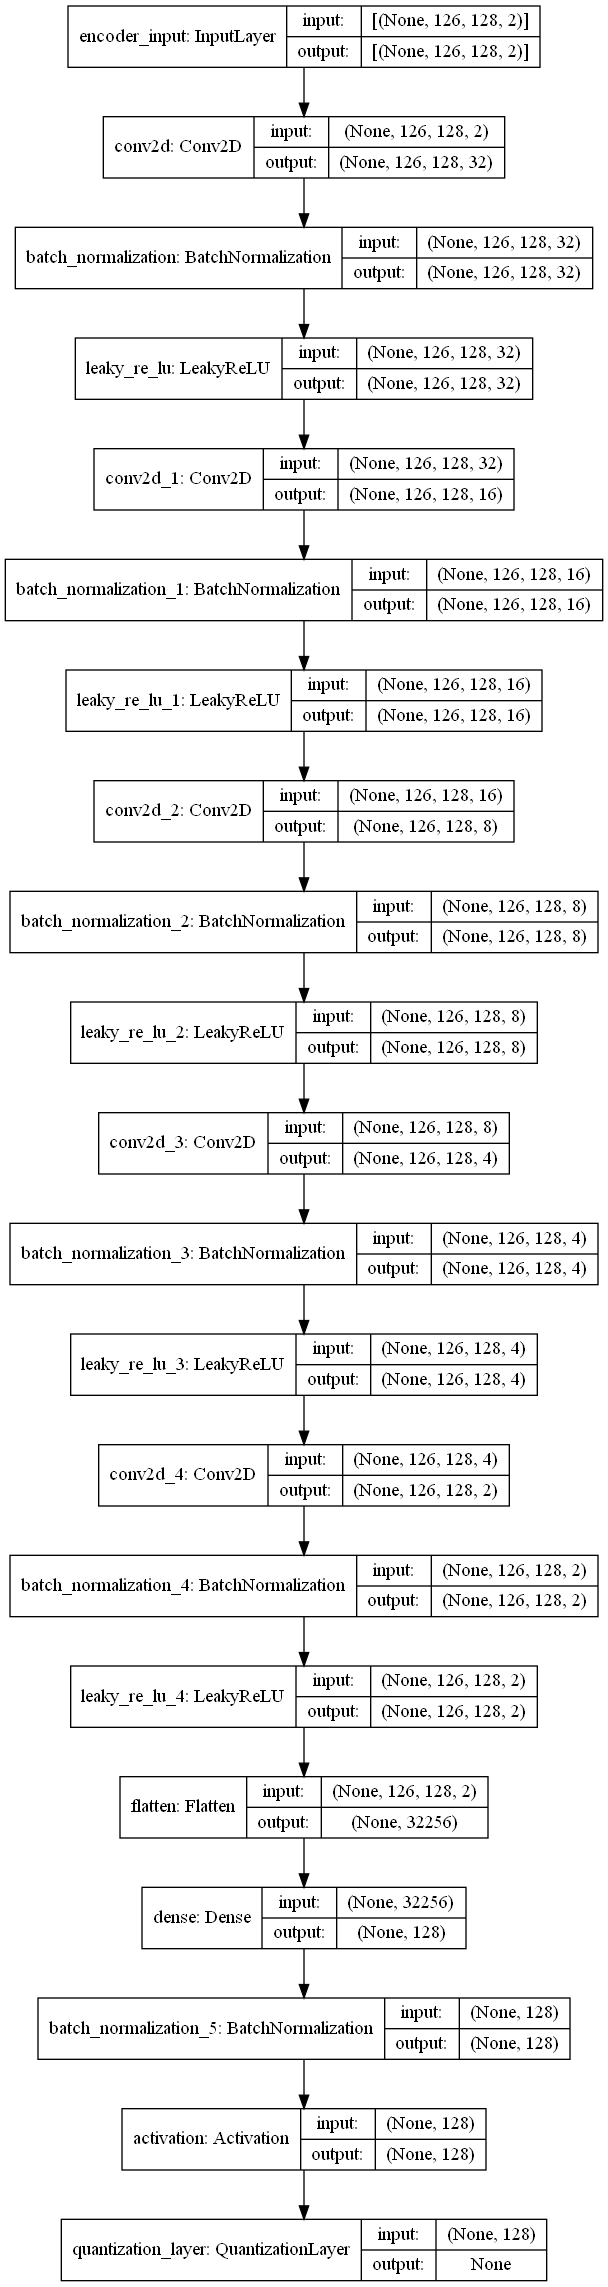 encoder_input: InputLayer
input: [(None, 126, 128, 2)]
output: [(None, 126, 128, 2)]
conv2d: Conv2D
input: (None, 126, 128, 2)
output: (None, 126, 128, 32)
batch_normalization: BatchNormalization
input: (None, 126, 128, 32)
output: (None, 126, 128, 32)
leaky_re_lu: LeakyReLU
input: (None, 126, 128, 32)
output: (None, 126, 128, 32)
conv2d_1: Conv2D
input: (None, 126, 128, 32)
output: (None, 126, 128, 16)
batch_normalization_1: BatchNormalization
input: (None, 126, 128, 16)
output: (None, 126, 128, 16)
leaky_re_lu_1: LeakyReLU
input: (None, 126, 128, 16)
output: (None, 126, 128, 16)
conv2d_2: Conv2D
input: (None, 126, 128, 16)
output: (None, 126, 128, 8)
batch_normalization_2: BatchNormalization
input: (None, 126, 128, 8)
output: (None, 126, 128, 8)
leaky_re_lu_2: LeakyReLU
input: (None, 126, 128, 8)
output: (None, 126, 128, 8)
conv2d_3: Conv2D
input: (None, 126, 128, 8)
output: (None, 126, 128, 4)
batch_normalization_3: BatchNormalization
input: (None, 126, 128, 4)
output: (None, 126, 128, 4)
leaky_re_lu_3: LeakyReLU
input: (None, 126, 128, 4)
output: (None, 126, 128, 4)
conv2d_4: Conv2D
input: (None, 126, 128, 4)
output: (None, 126, 128, 2)
batch_normalization_4: BatchNormalization
input: (None, 126, 128, 2)
output: (None, 126, 128, 2)
leaky_re_lu_4: LeakyReLU
input: (None, 126, 128, 2)
output: (None, 126, 128, 2)
flatten: Flatten
input: (None, 126, 128, 2)
output: (None, 32256)
dense: Dense
input: (None, 32256)
output: (None, 128)
batch_normalization_5: BatchNormalization
input: (None, 128)
output: (None, 128)
activation: Activation
input: (None, 128)
output: (None, 128)
quantization_layer: QuantizationLayer
input: (None, 128)
output: None